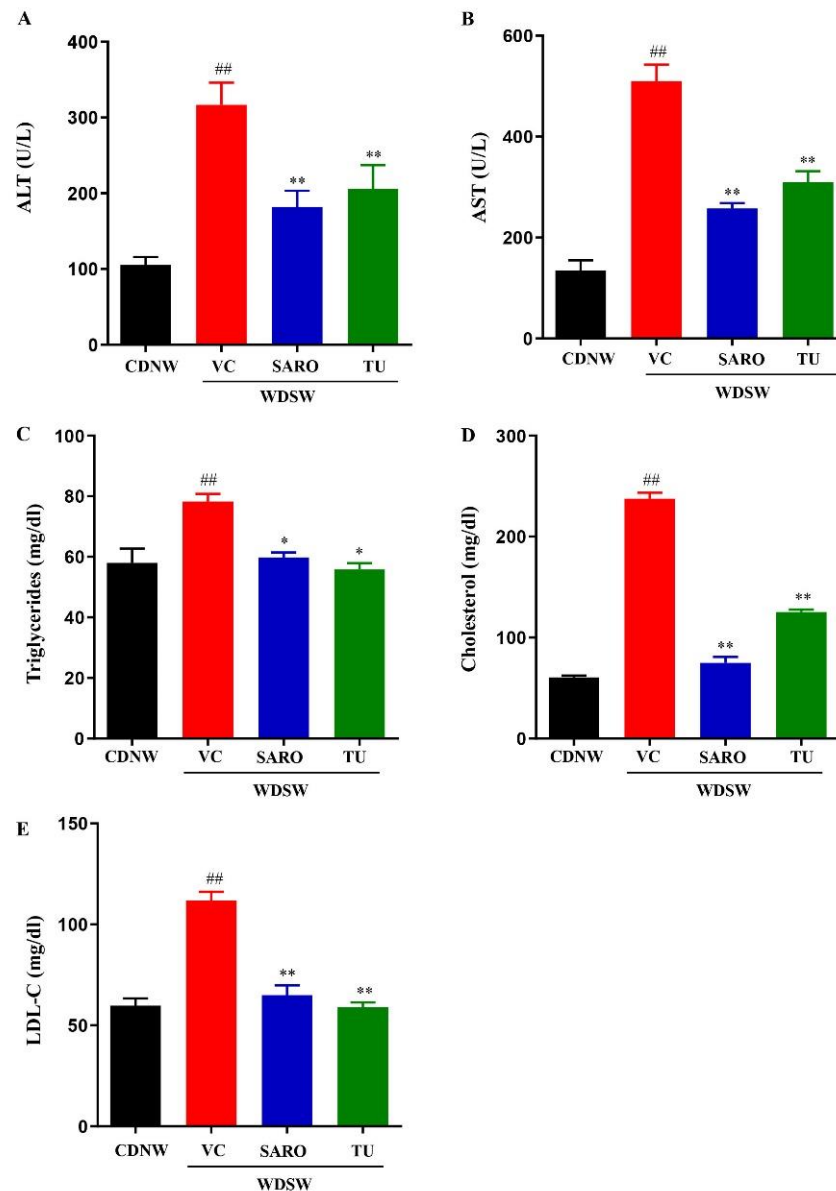 A
ALT (U/L)
400
300
200
100
0
##
**
**
CDNW
VC
SARO
TU
WDSW
B
AST (U/L)
600
400
200
0
##
**
**
CDNW
VC
SARO
TU
WDSW
C
Triglycerides (mg/dl)
100
80
60
40
20
0
##
*
*
CDNW
VC
SARO
TU
WDSW
D
Cholesterol (mg/dl)
300
200
100
0
##
**
**
CDNW
VC
SARO
TU
WDSW
E
LDL-C (mg/dl)
150
100
50
0
##
**
**
CDNW
VC
SARO
TU
WDSW